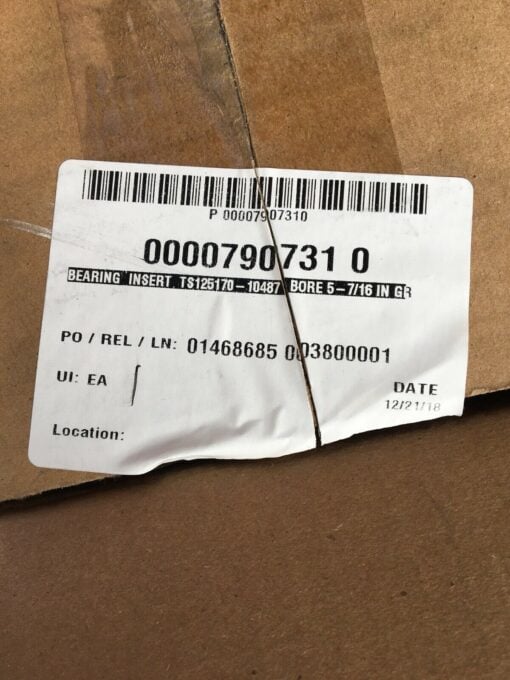 P 00007907310
0000790731 0
BEARING INSERT TS125170-10487 BORE 5-7/16 IN GR
PO / REL / LN: 01468685 003800001
UI: EA
DATE
12/21/18
Location: